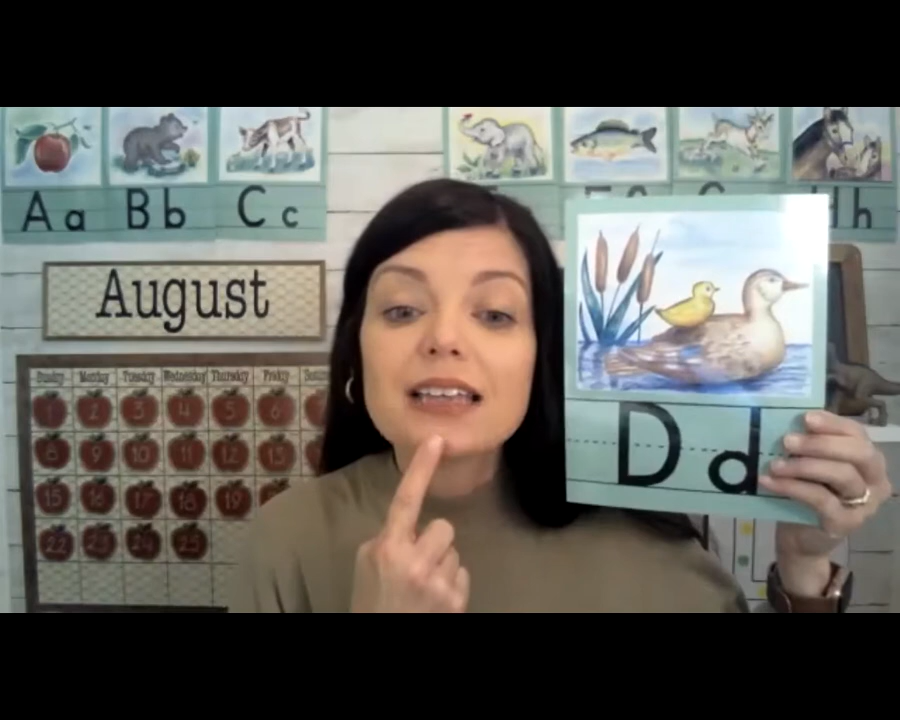 Aa Bb Cc
h
August
Dd
Sunday Monday Tuesday Wednesday Thursday Friday
1 2 3 4 5 6
8 9 10 11 12 13
15 16 17 18 19
22 23 24 25